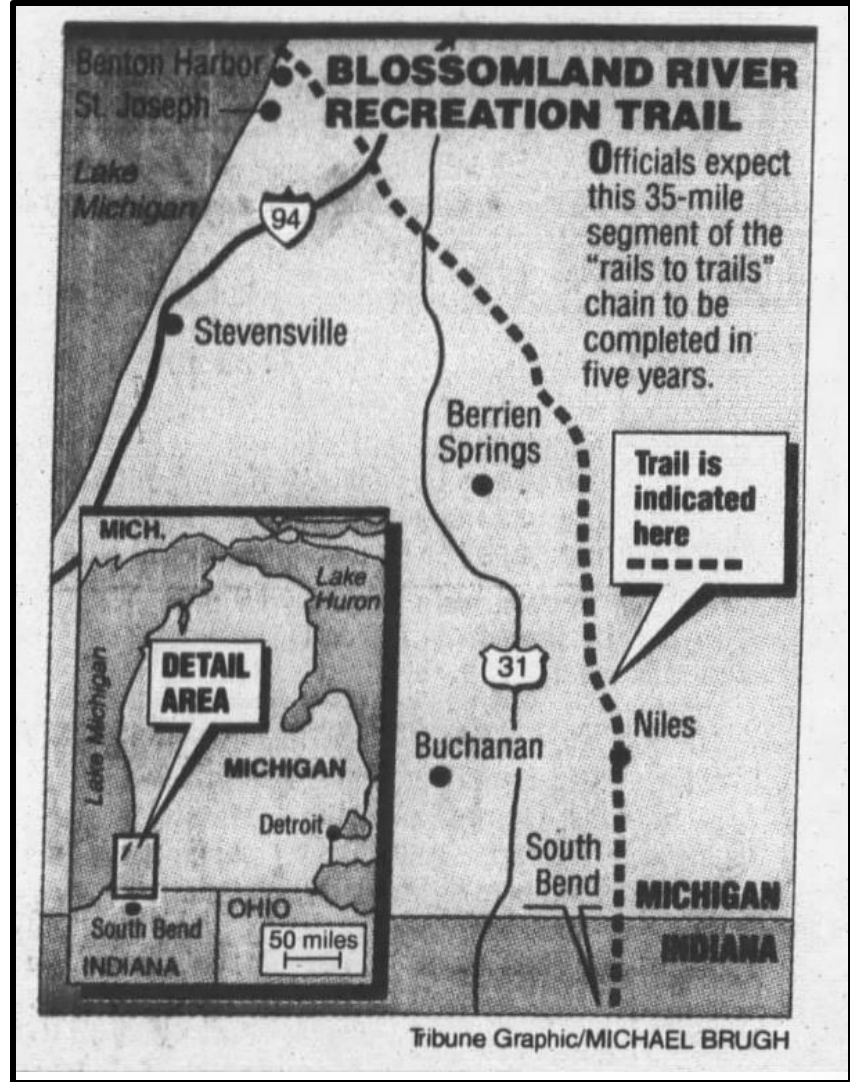 BLOSSOMLAND RIVER
RECREATION TRAIL
Officials expect
this 35-mile
segment of the
"rails to trails"
chain to be
completed in
five years.
Benton Harbor
St. Joseph
Lake
Michigan
94
Stevensville
Berrien
Springs
Trail is
indicated
here
31
Niles
Buchanan
South
Bend
MICHIGAN
INDIANA
MICH.
Lake
Huron
DETAIL
AREA
Lake Michigan
MICHIGAN
Detroit
South Bend
OHIO
INDIANA
50 miles
Tribune Graphic/MICHAEL BRUGH